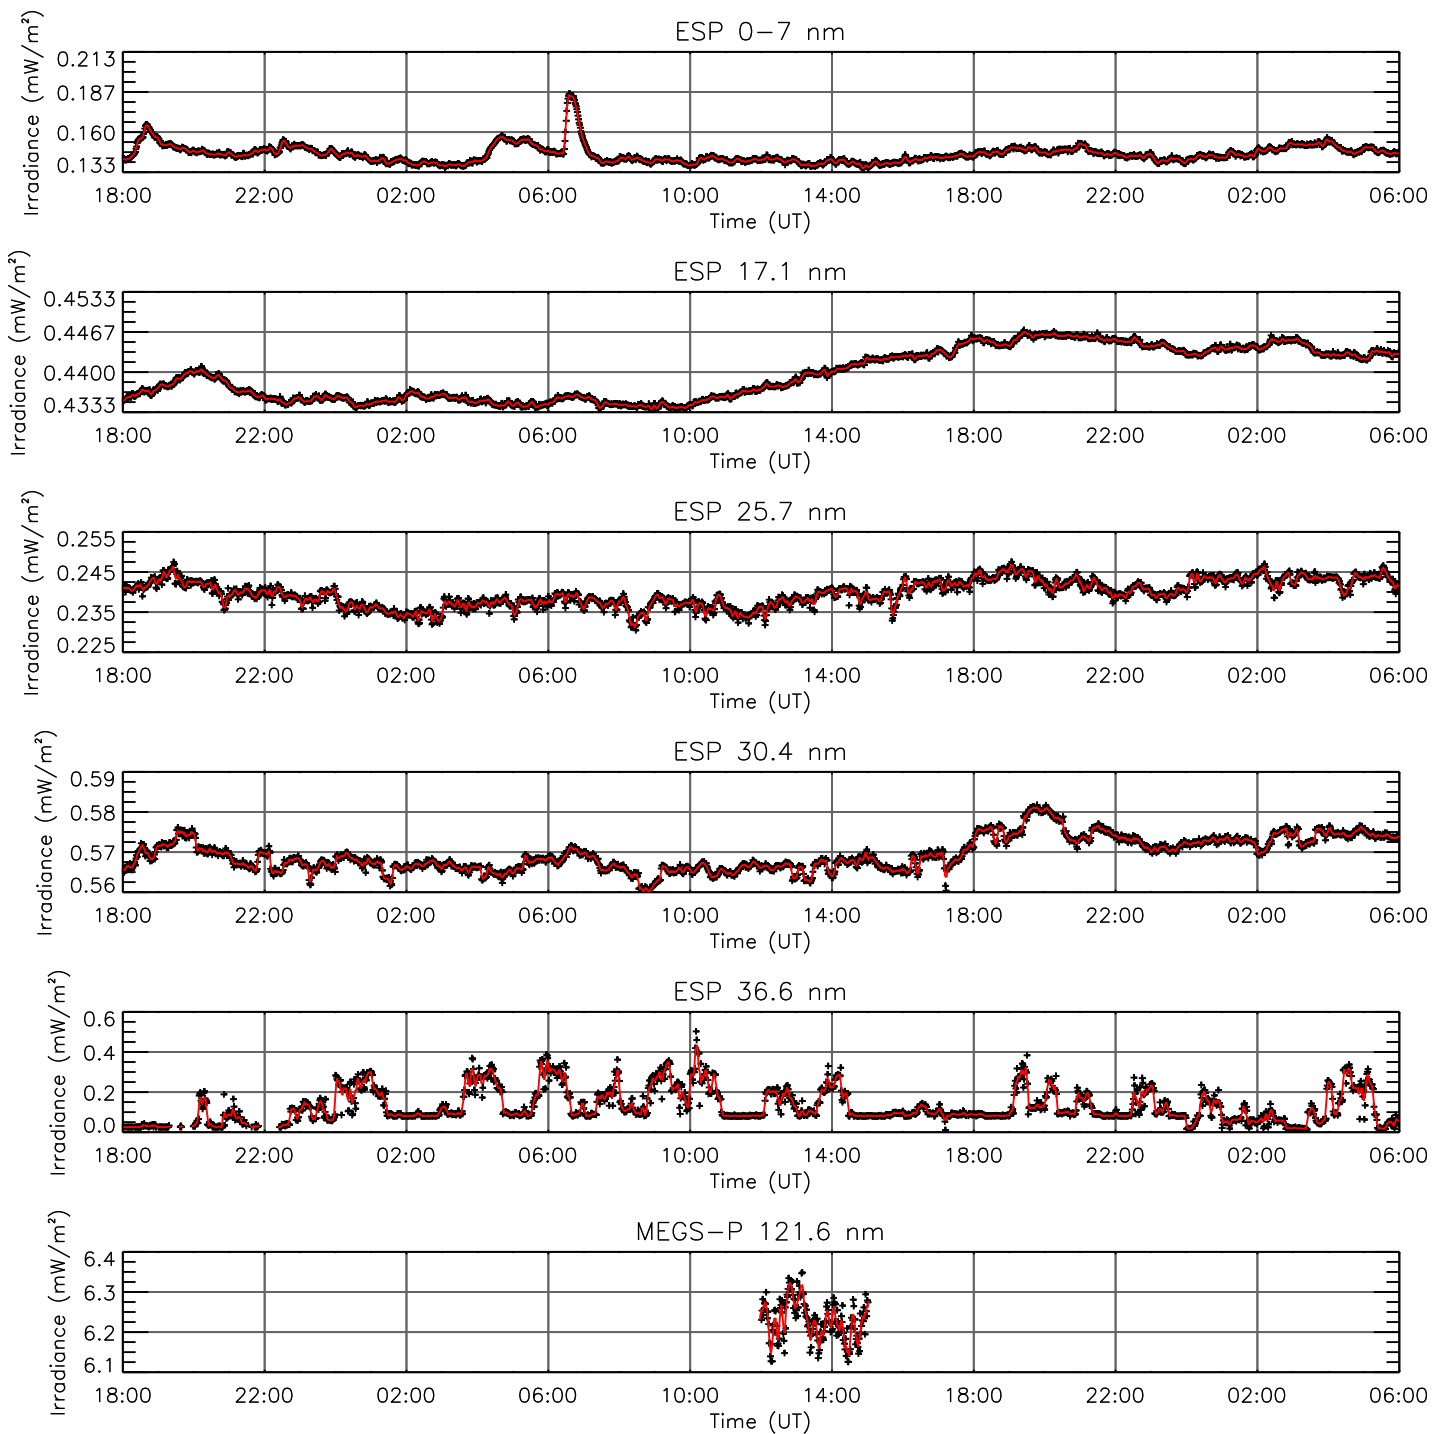 ESP 0-7 nm
Irradiance (mW/m²)
0.213
0.187
0.160
0.133
18:00 22:00 02:00 06:00 10:00 14:00 18:00 22:00 02:00 06:00
Time (UT)
ESP 17.1 nm
Irradiance (mW/m²)
0.4533
0.4467
0.4400
0.4333
18:00 22:00 02:00 06:00 10:00 14:00 18:00 22:00 02:00 06:00
Time (UT)
ESP 25.7 nm
Irradiance (mW/m²)
0.255
0.245
0.235
0.225
18:00 22:00 02:00 06:00 10:00 14:00 18:00 22:00 02:00 06:00
Time (UT)
ESP 30.4 nm
Irradiance (mW/m²)
0.59
0.58
0.57
0.56
18:00 22:00 02:00 06:00 10:00 14:00 18:00 22:00 02:00 06:00
Time (UT)
ESP 36.6 nm
Irradiance (mW/m²)
0.6
0.4
0.2
0.0
18:00 22:00 02:00 06:00 10:00 14:00 18:00 22:00 02:00 06:00
Time (UT)
MEGS-P 121.6 nm
Irradiance (mW/m²)
6.4
6.3
6.2
6.1
18:00 22:00 02:00 06:00 10:00 14:00 18:00 22:00 02:00 06:00
Time (UT)